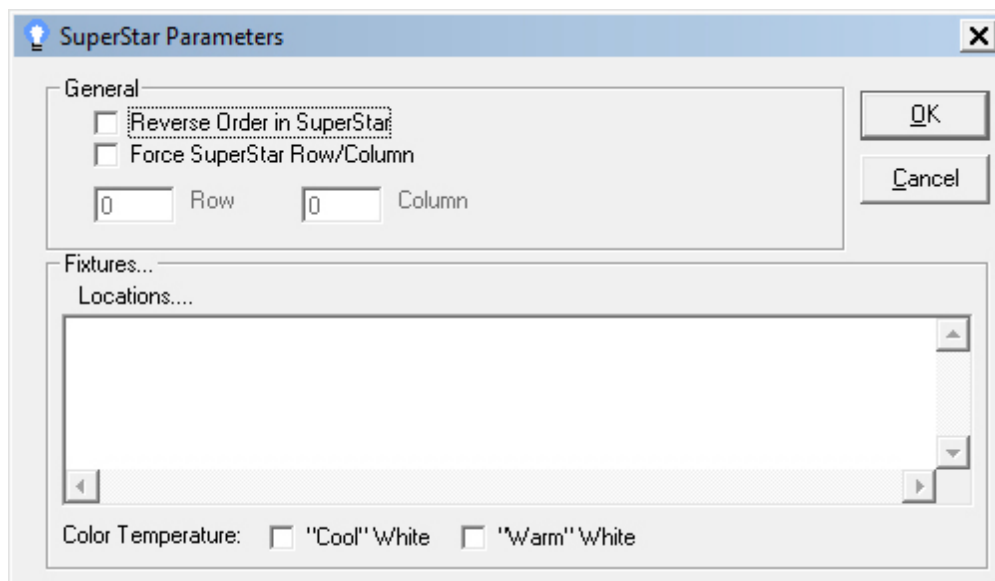 SuperStar Parameters
General
Reverse Order in SuperStar
Force SuperStar Row/Column
0 Row 0 Column
OK
Cancel
Fixtures...
Locations....
Color Temperature: "Cool" White "Warm" White